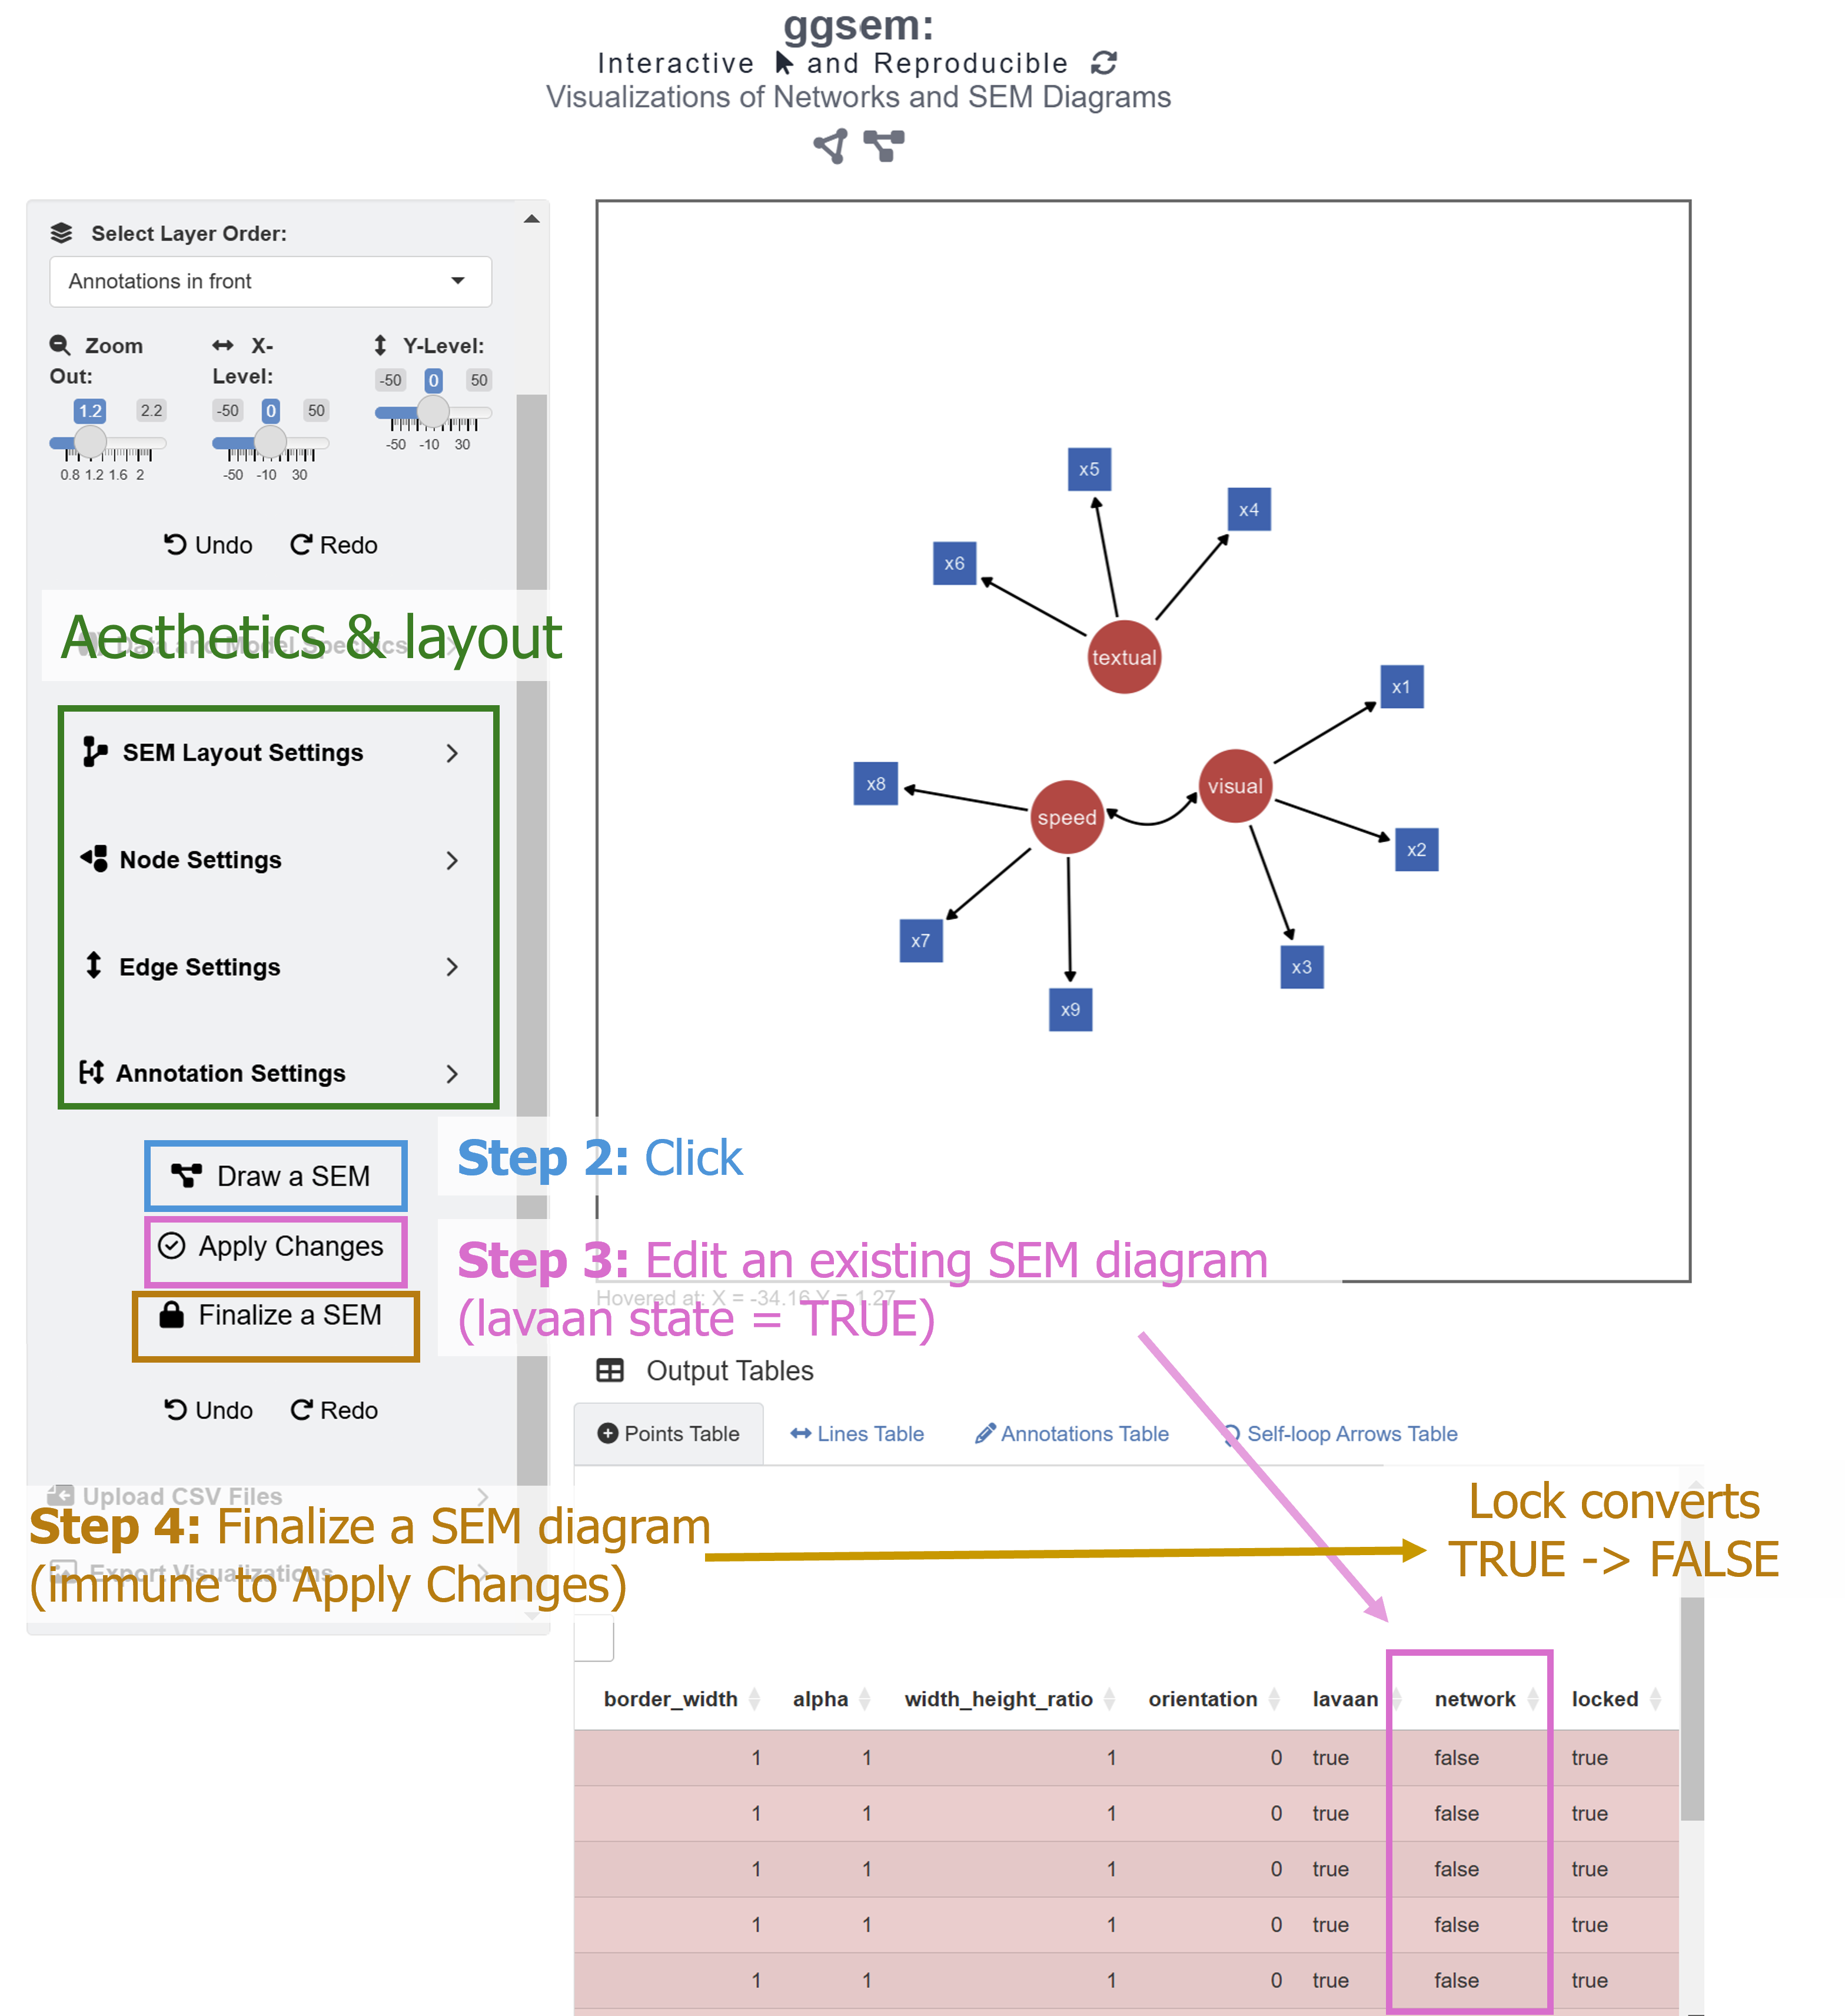 ggsem:
Interactive and Reproducible
Visualizations of Networks and SEM Diagrams
Select Layer Order:
Annotations in front
Zoom Out:
1.2 2.2
0.8 1.2 1.6 2
X-Level:
-50 0 50
-50 -10 30
Y-Level:
-50 0 50
-50 -10 30
Undo Redo
Data and Model Specifics
Aesthetics & layout
SEM Layout Settings
Node Settings
Edge Settings
Annotation Settings
Draw a SEM
Apply Changes
Finalize a SEM
Undo Redo
Upload CSV Files
Export Visualizations
Step 2: Click
Step 3: Edit an existing SEM diagram
(lavaan state = TRUE)
Step 4: Finalize a SEM diagram
(immune to Apply Changes)
x5
x4
x6
textual
x1
x8
visual
speed
x2
x7
x3
x9
Hovered at: X = -34.16 Y = 1.27
Output Tables
Points Table Lines Table Annotations Table Self-loop Arrows Table
Lock converts
TRUE -> FALSE
border_width alpha width_height_ratio orientation lavaan network locked
1 1 1 0 true false true
1 1 1 0 true false true
1 1 1 0 true false true
1 1 1 0 true false true
1 1 1 0 true false true